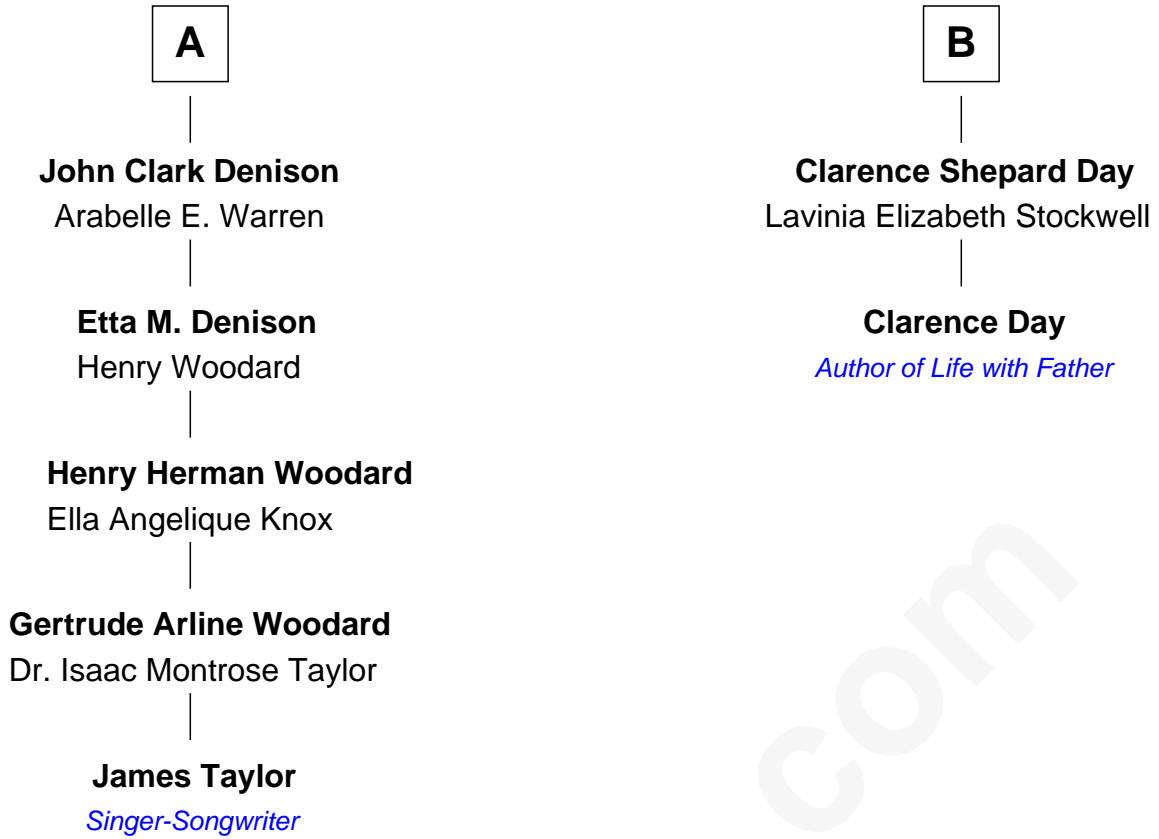 A
John Clark Denison
Arabelle E. Warren
Etta M. Denison
Henry Woodard
Henry Herman Woodard
Ella Angelique Knox
Gertrude Arline Woodard
Dr. Isaac Montrose Taylor
James Taylor
Singer-Songwriter
B
Clarence Shepard Day
Lavinia Elizabeth Stockwell
Clarence Day
Author of Life with Father
com